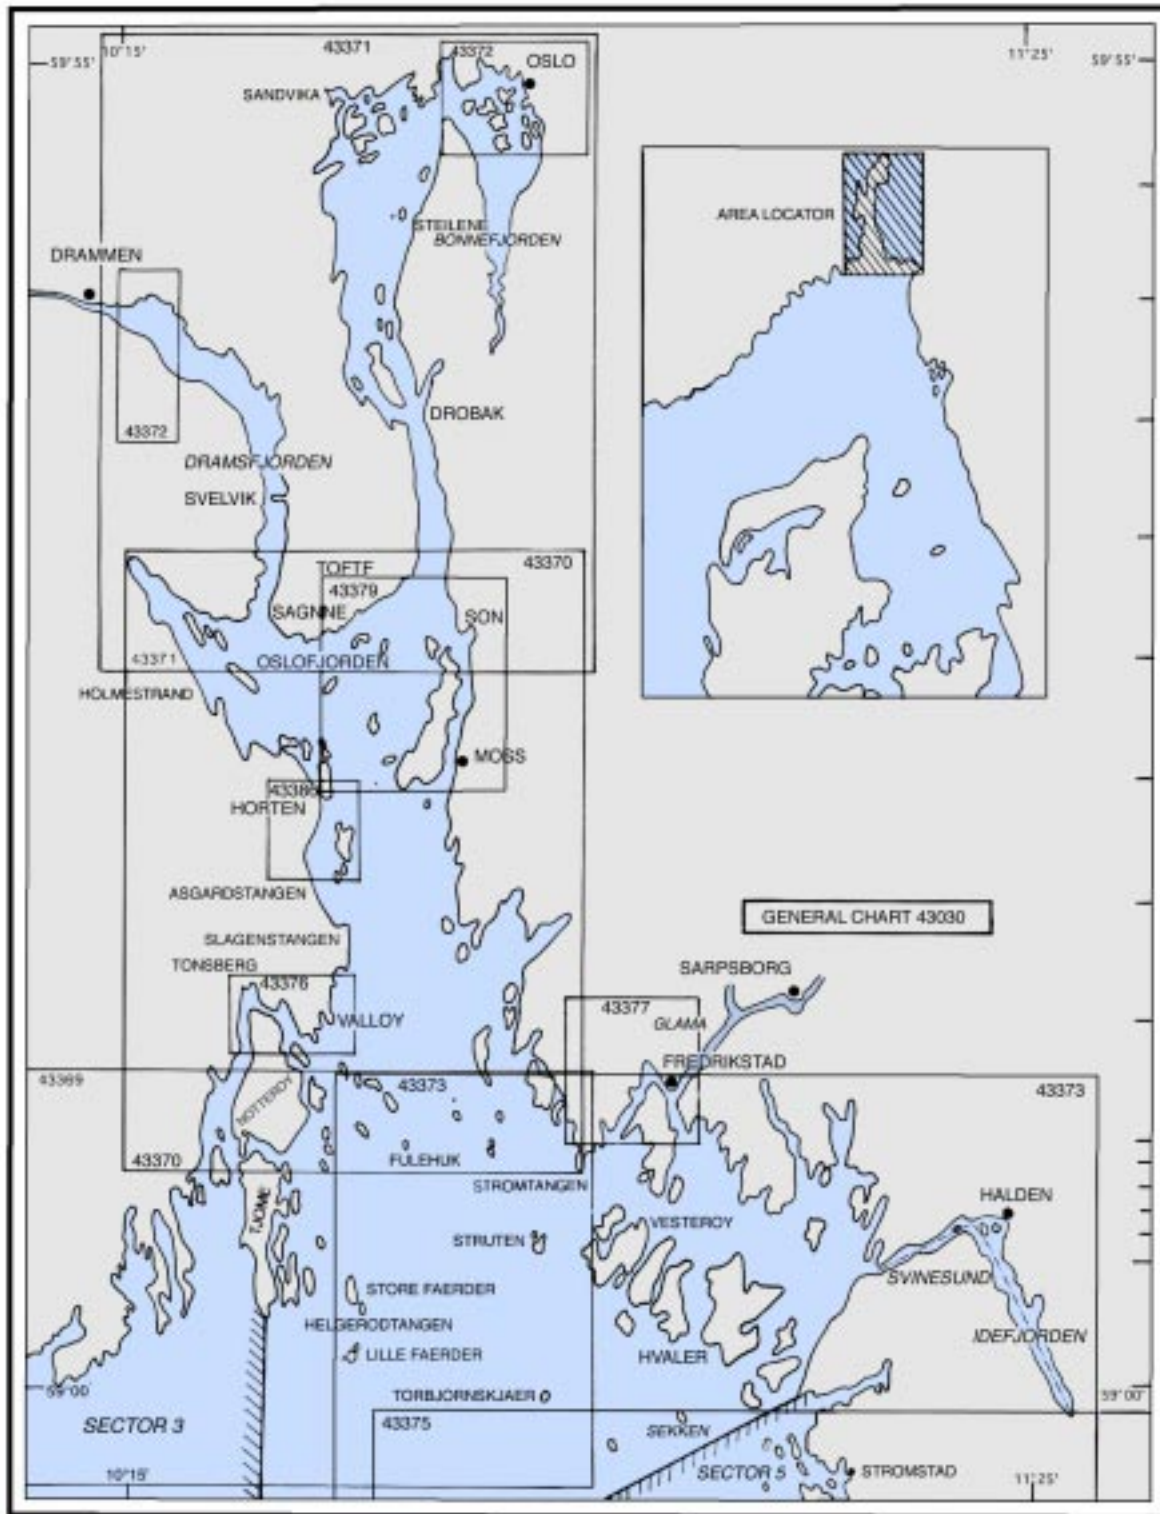 10°15'
43371
43372
11°25'
59°55'
59°55'
OSLO
SANDVIKA
AREA LOCATOR
STEILENE
BONNEFJORDEN
DRAMMEN
DROBAK
43372
DRAMSFJORDEN
SVELVIK
43370
TOFTF
43379
SAGNNE
SON
43371
OSLOFJORDEN
HOLMESTRAND
MOSS
43380
HORTEN
ASGARDSTANGEN
GENERAL CHART 43030
SLAGENSTANGEN
TONSBERG
SARPSBORG
43376
43377
VALLOY
GLAMA
FREDRIKSTAD
43369
43373
43373
NOTTEROY
43370
FULEHUK
STROMTANGEN
HALDEN
TJOME
VESTEROY
STRUTEN
SVINESUND
STORE FAERDER
HELGERODTANGEN
IDEFJORDEN
LILLE FAERDER
HVALER
59°00'
TORBJORNSKJAER
59°00'
SECTOR 3
43375
SEKKEN
10°15'
SECTOR 5
STROMSTAD
11°25'